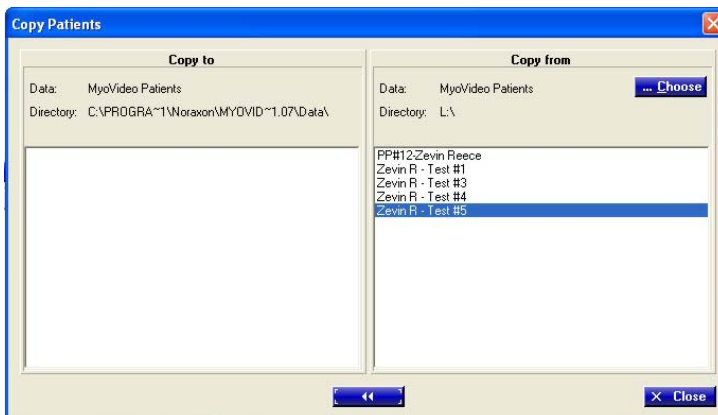 Copy Patients
Copy to
Data: MyoVideo Patients
Directory: C:\PROGRA~1\Noraxon\MYOVID~1.07\Data\
Copy from
Data: MyoVideo Patients
... Choose
Directory: L:\
PP#12-Zevin Reece
Zevin R - Test #1
Zevin R - Test #3
Zevin R - Test #4
Zevin R - Test #5
Close